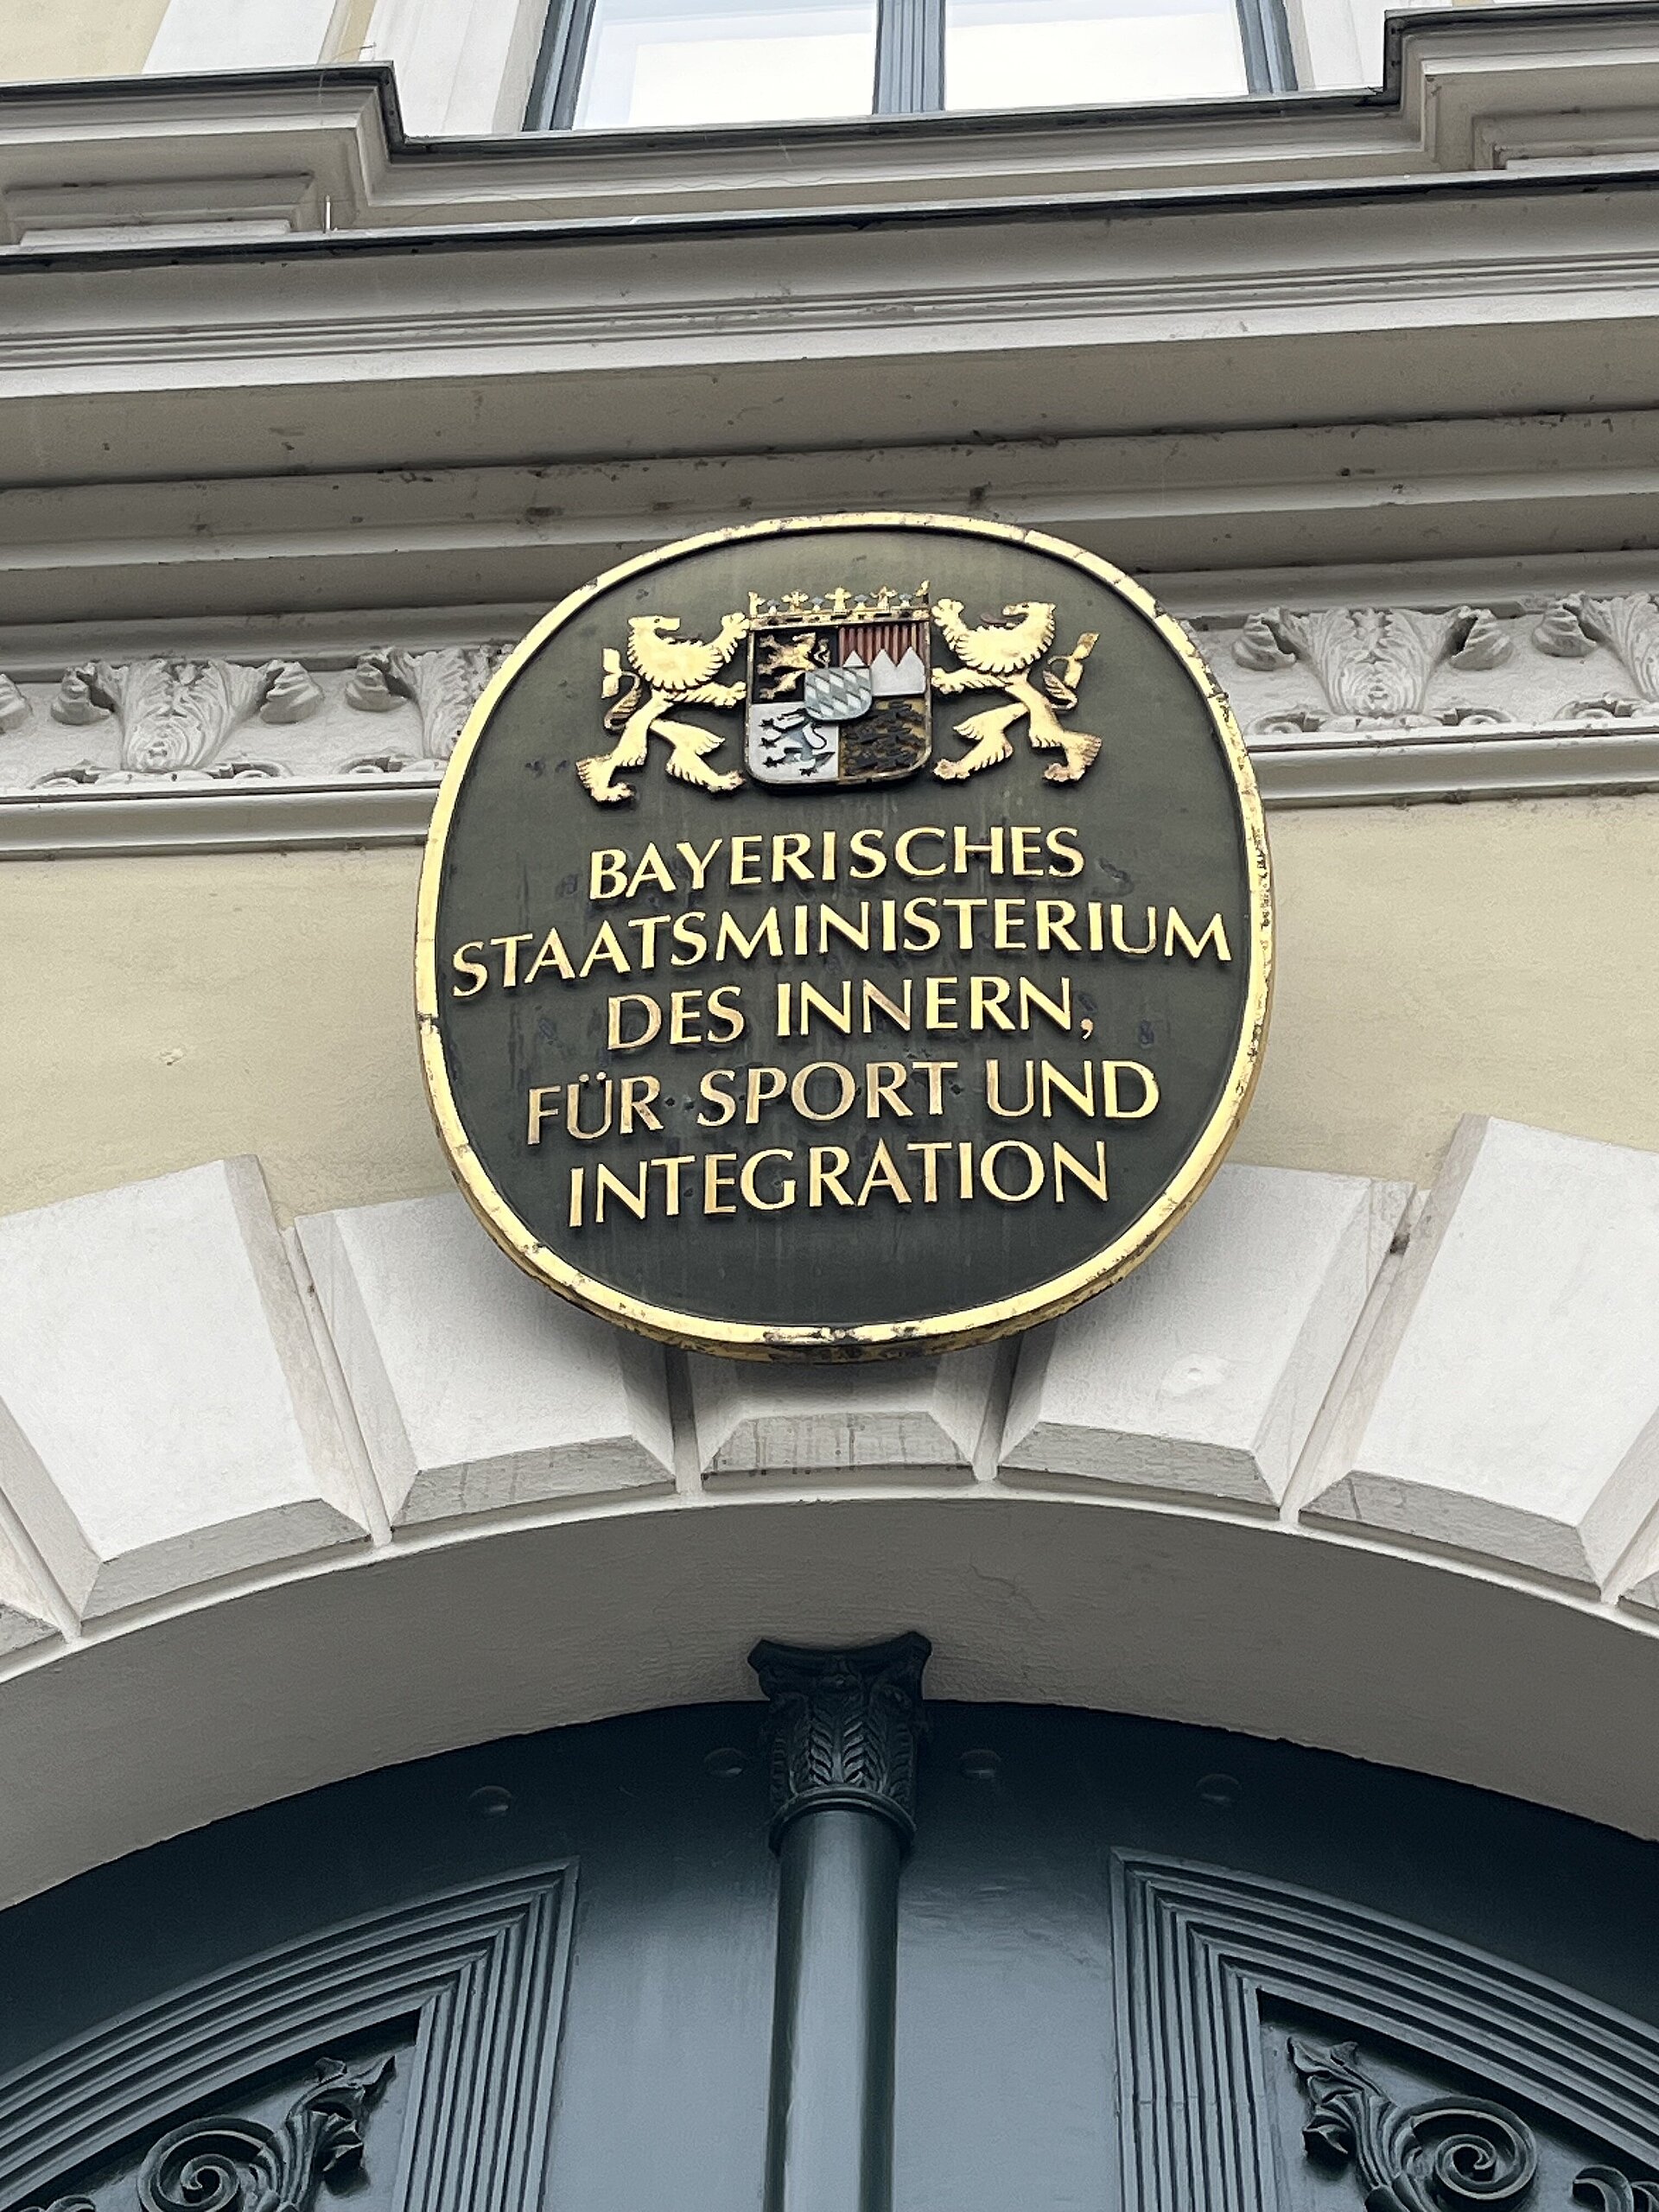 BAYERISCHES
STAATSMINISTERIUM
DES INNERN,
FÜR SPORT UND
INTEGRATION